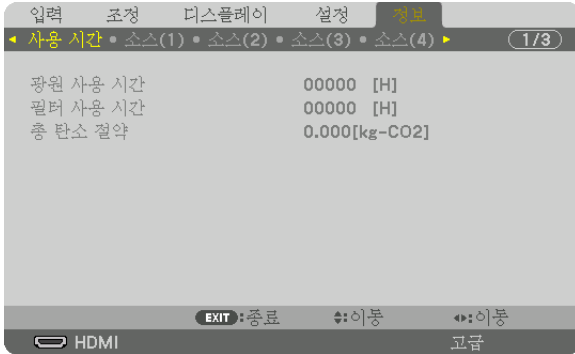 입력 조정 디스플레이 설정 정보
◂ 사용 시간 • 소스(1) • 소스(2) • 소스(3) • 소스(4) ▸ 1/3
광원 사용 시간 00000 [H]
필터 사용 시간 00000 [H]
총 탄소 절약 0.000[kg-CO2]
EXIT :종료 :이동 :이동
HDMI 고급